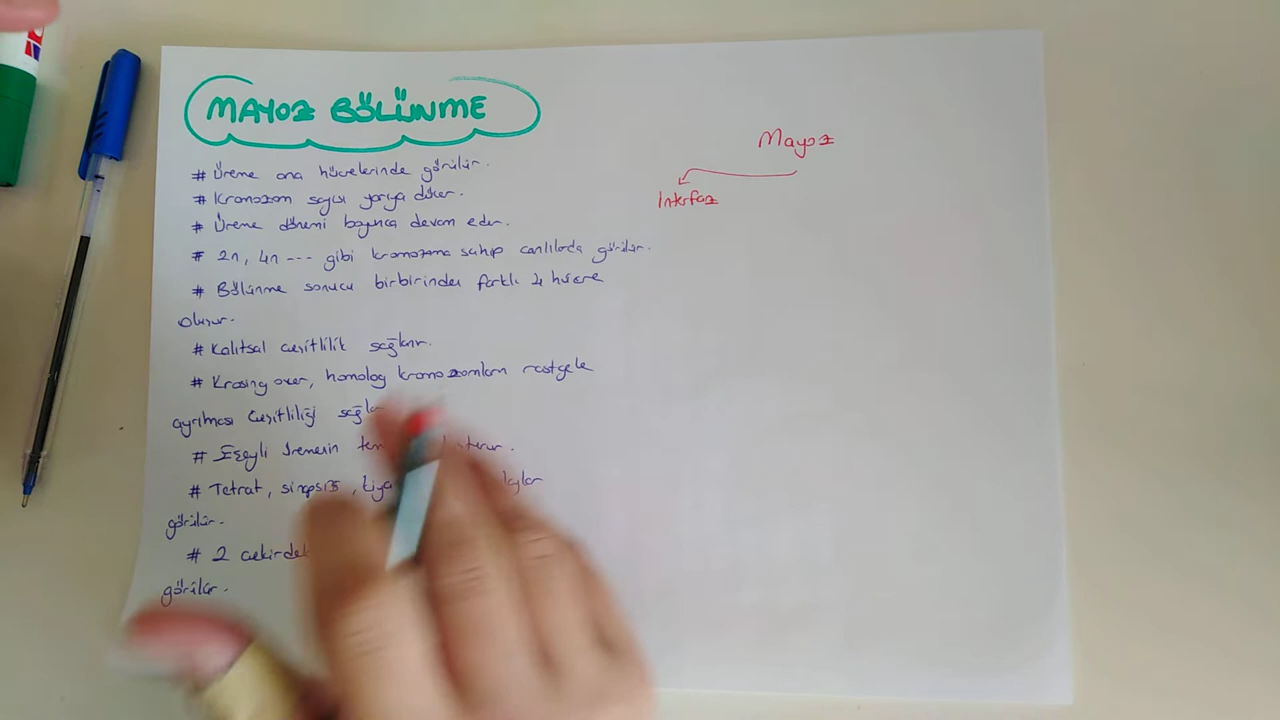 MAYOZ BÖLÜNME
# Üreme ana hücrelerinde görülür.
# Kromozom sayısı yarıya düşer.
# Üreme dönemi boyunca devam eder.
# 2n, 4n --- gibi kromozoma sahip canlılarda görülür.
# Bölünme sonucu birbirinden farklı 4 hücre
oluşur.
# Kalıtsal çeşitlilik sağlanır.
# Krosing over, homolog kromozomların rastgele
ayrılması çeşitliliği
# Eşeyli üremenin
# Tetrat, sinapsis,
görülür.
# 2
görülür.
Mayoz
İnterfaz